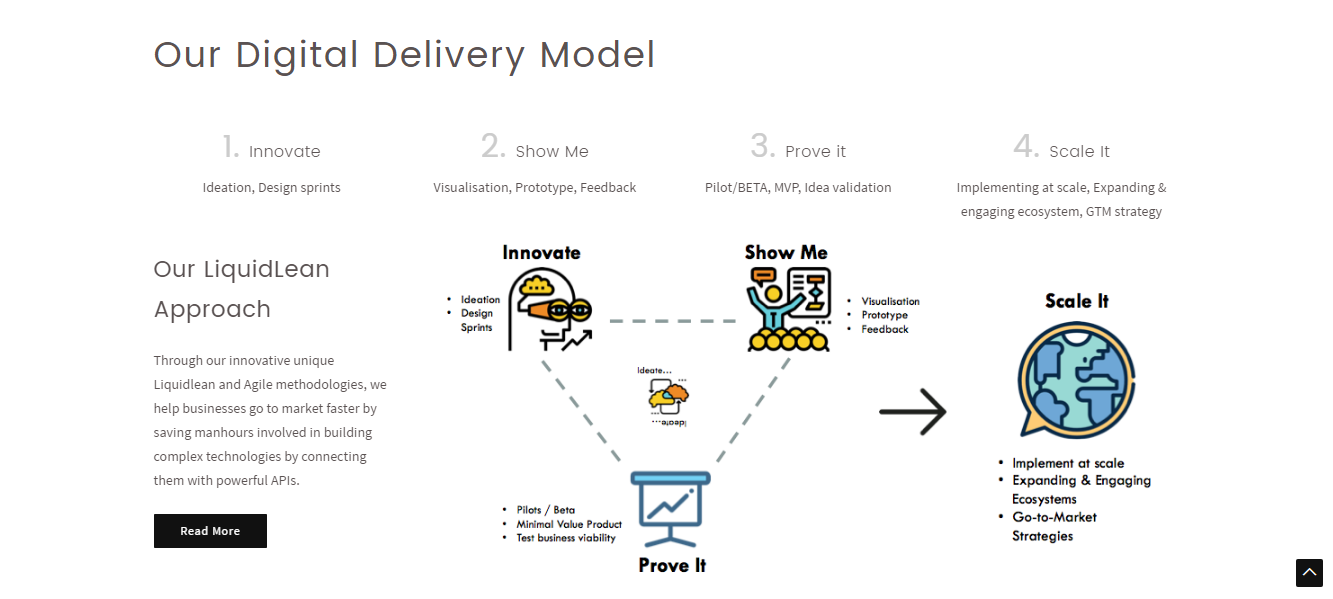 Our Digital Delivery Model
1. Innovate
Ideation, Design sprints
2. Show Me
Visualisation, Prototype, Feedback
3. Prove it
Pilot/BETA, MVP, Idea validation
4. Scale It
Implementing at scale, Expanding &
engaging ecosystem, GTM strategy
Our LiquidLean
Approach
Through our innovative unique
Liquidlean and Agile methodologies, we
help businesses go to market faster by
saving manhours involved in building
complex technologies by connecting
them with powerful APIs.
Read More
Innovate
• Ideation
• Design
Sprints
Show Me
• Visualisation
• Prototype
• Feedback
Ideate...
Ideate...
• Pilots / Beta
• Minimal Value Product
• Test business viability
Prove It
Scale It
• Implement at scale
• Expanding & Engaging
Ecosystems
• Go-to-Market
Strategies